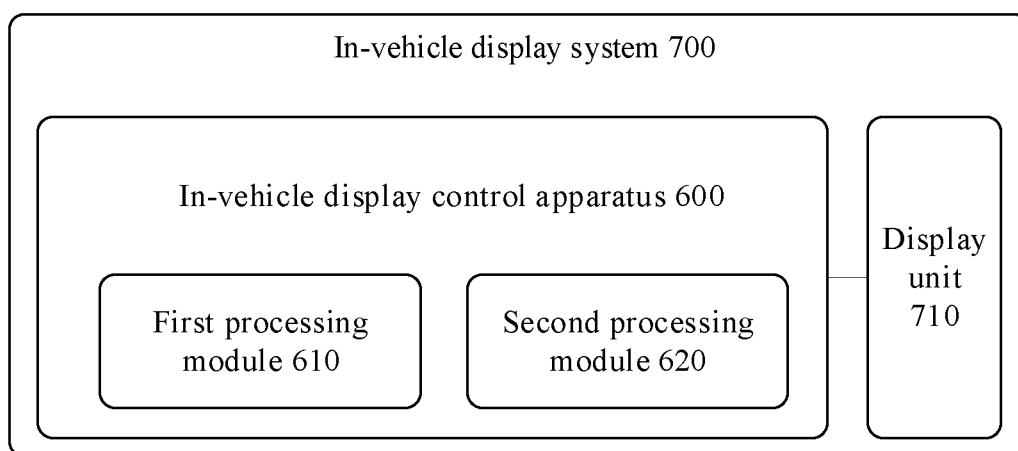 In-vehicle display system 700
In-vehicle display control apparatus 600
First processing
module 610
Second processing
module 620
Display
unit
710